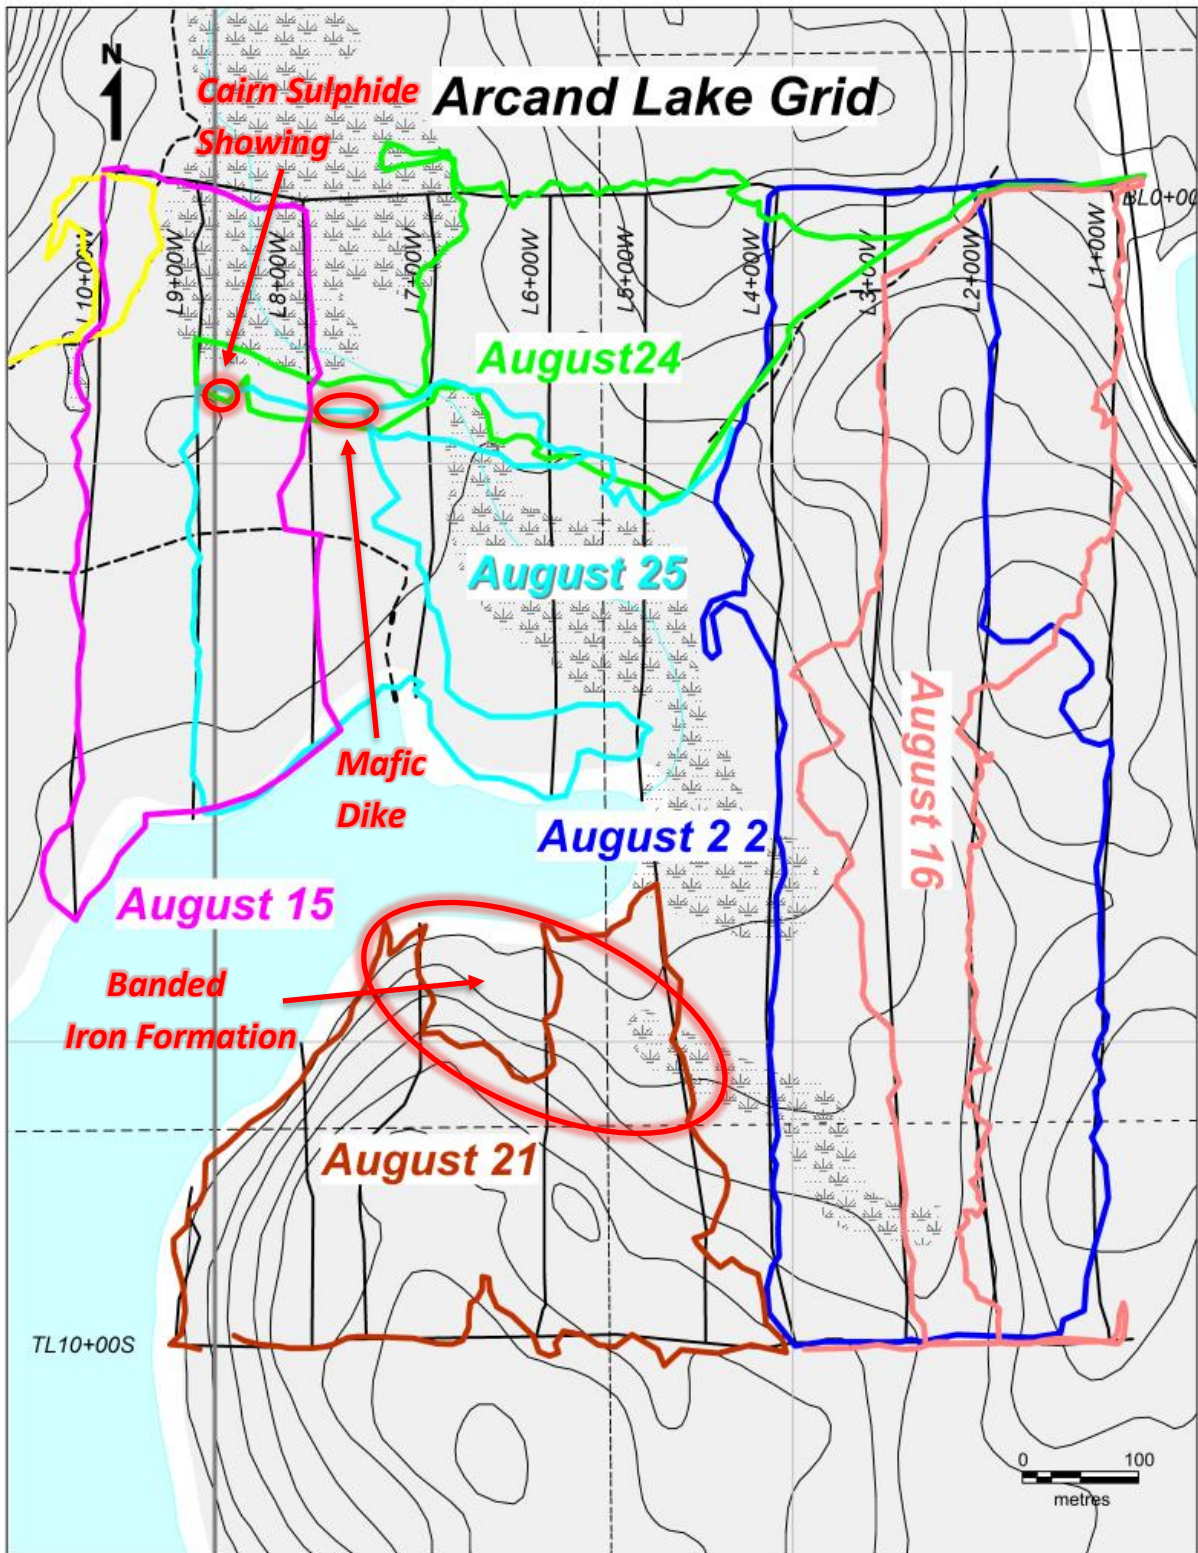 N
Cairn Sulphide
Showing
Arcand Lake Grid
BL0+00
L10+00W
L9+00W
L8+00W
L7+00W
L6+00W
L5+00W
L4+00W
L3+00W
L2+00W
L1+00W
August24
August 25
August 16
Mafic
Dike
August 2 2
August 15
Banded
Iron Formation
August 21
TL10+00S
0 100
metres